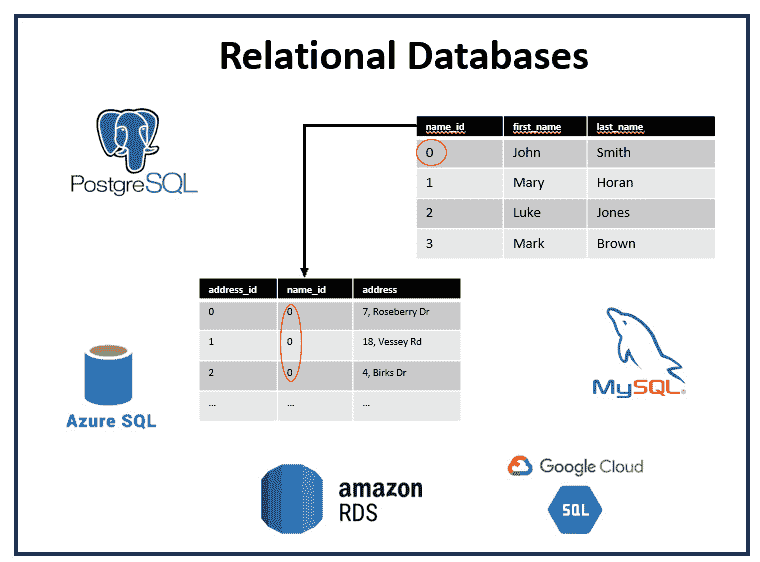 Relational Databases
PostgreSQL
name_id first_name last_name
0 John Smith
1 Mary Horan
2 Luke Jones
3 Mark Brown
address_id name_id address
0 0 7, Roseberry Dr
1 0 18, Vessey Rd
2 0 4, Birks Dr
... ... ...
Azure SQL
MySQL®
amazon
RDS
Google Cloud
SQL